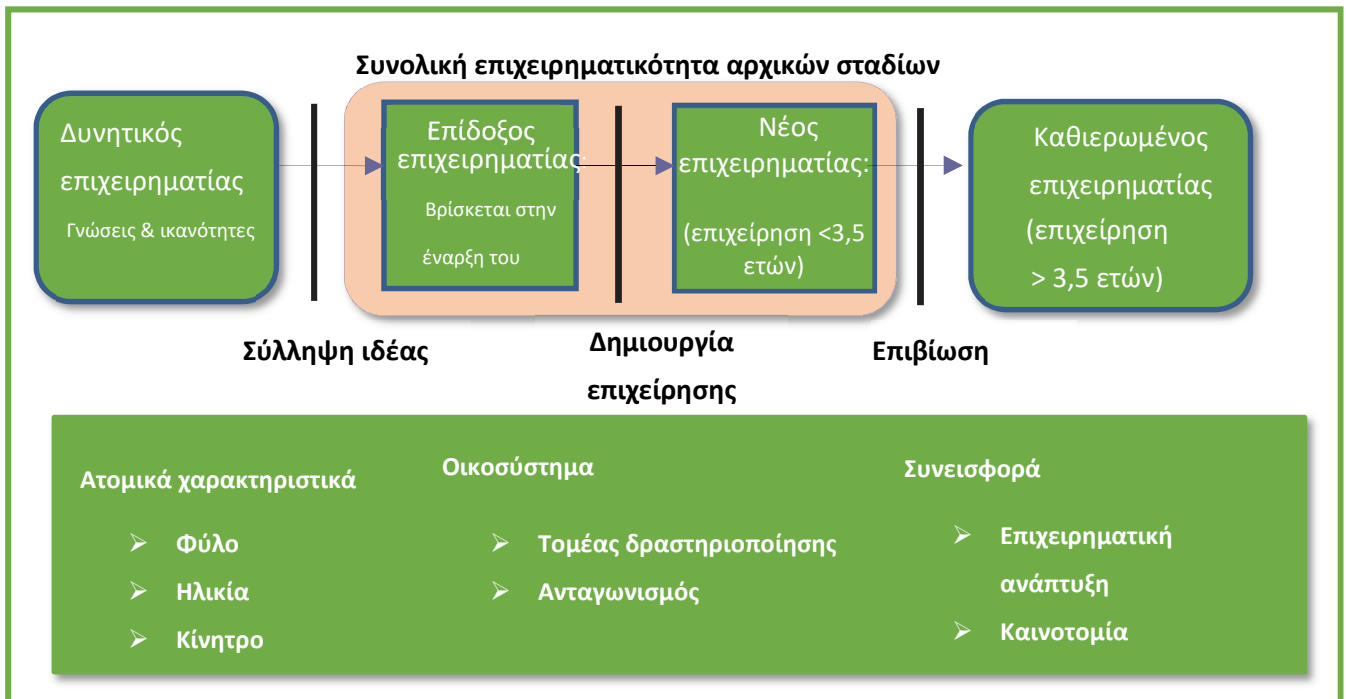 Συνολική επιχειρηματικότητα αρχικών σταδίων
Δυνητικός
επιχειρηματίας
Γνώσεις & ικανότητες
Επίδοξος
επιχειρηματίας:
Βρίσκεται στην
έναρξη του
Νέος
επιχειρηματίας:
(επιχείρηση <3,5
ετών)
Καθιερωμένος
επιχειρηματίας
(επιχείρηση
> 3,5 ετών)
Σύλληψη ιδέας
Δημιουργία
επιχείρησης
Επιβίωση
Ατομικά χαρακτηριστικά
➢ Φύλο
➢ Ηλικία
➢ Κίνητρο
Οικοσύστημα
➢ Τομέας δραστηριοποίησης
➢ Ανταγωνισμός
Συνεισφορά
➢ Επιχειρηματική
ανάπτυξη
➢ Καινοτομία